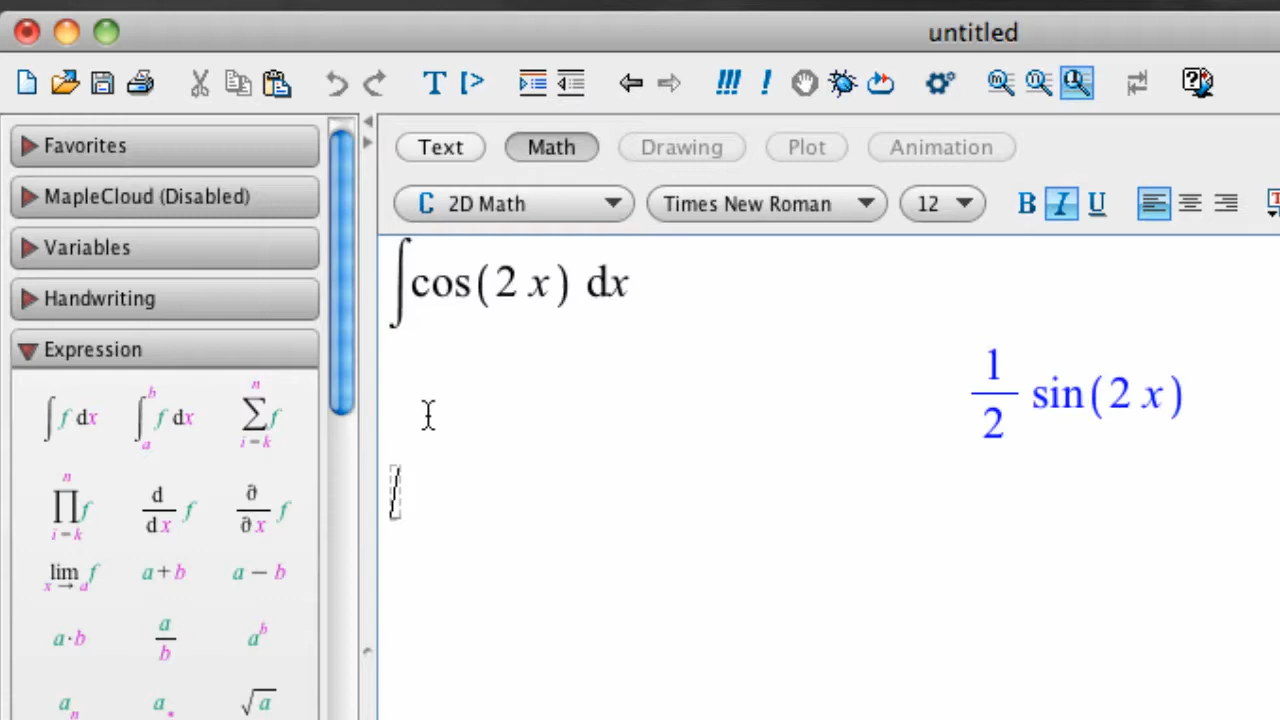 untitled
T [>
!!! !
Favorites
MapleCloud (Disabled)
Variables
Handwriting
Expression
Text Math Drawing Plot Animation
C 2D Math Times New Roman 12 B I U
∫cos(2 x) dx
1/2 sin(2 x)
∫f dx ∫_a^b f dx ∑_{i=k}^n f
∏_{i=k}^n f d/dx f ∂/∂x f
lim_{x→a} f a+b a−b
a·b a/b a^b
a_n a_* √a